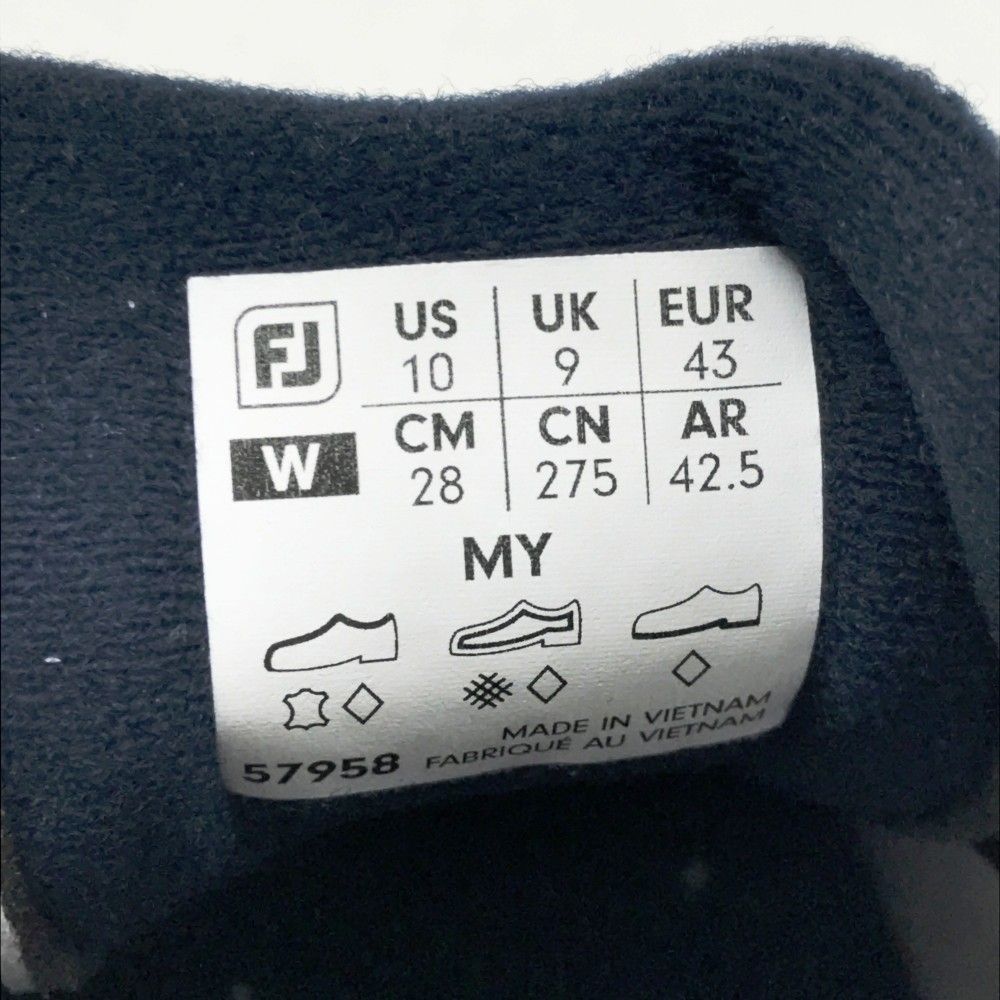 FJ
US UK EUR
10 9 43
W
CM CN AR
28 275 42.5
MY
MADE IN VIETNAM
57958 FABRIQUÉ AU VIETNAM